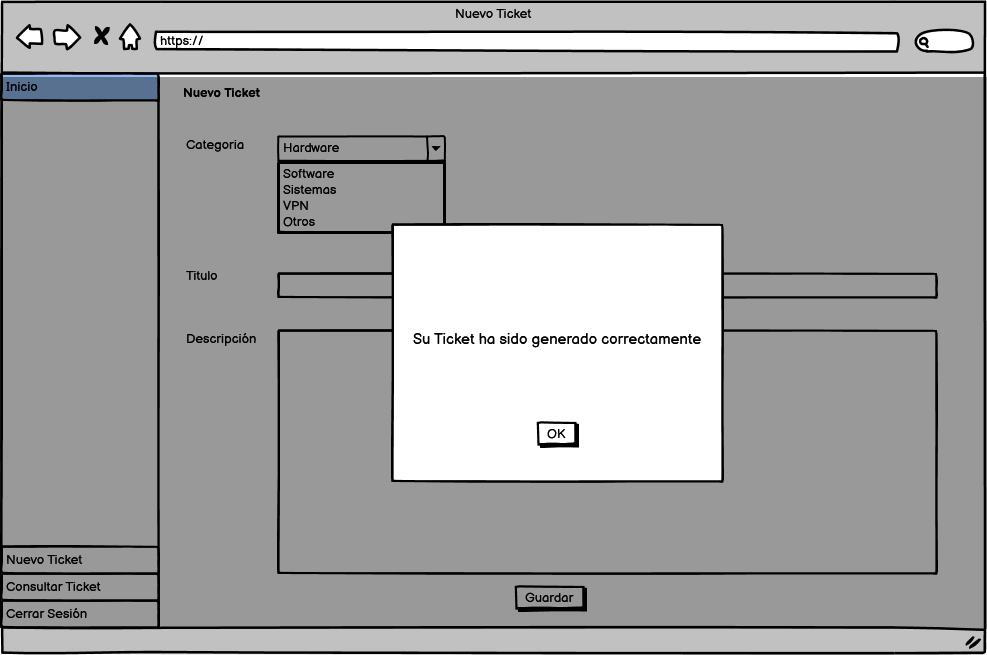 Nuevo Ticket
https://
Inicio
Nuevo Ticket
Categoria
Hardware
Software
Sistemas
VPN
Otros
Titulo
Descripción
Su Ticket ha sido generado correctamente
OK
Nuevo Ticket
Consultar Ticket
Cerrar Sesión
Guardar